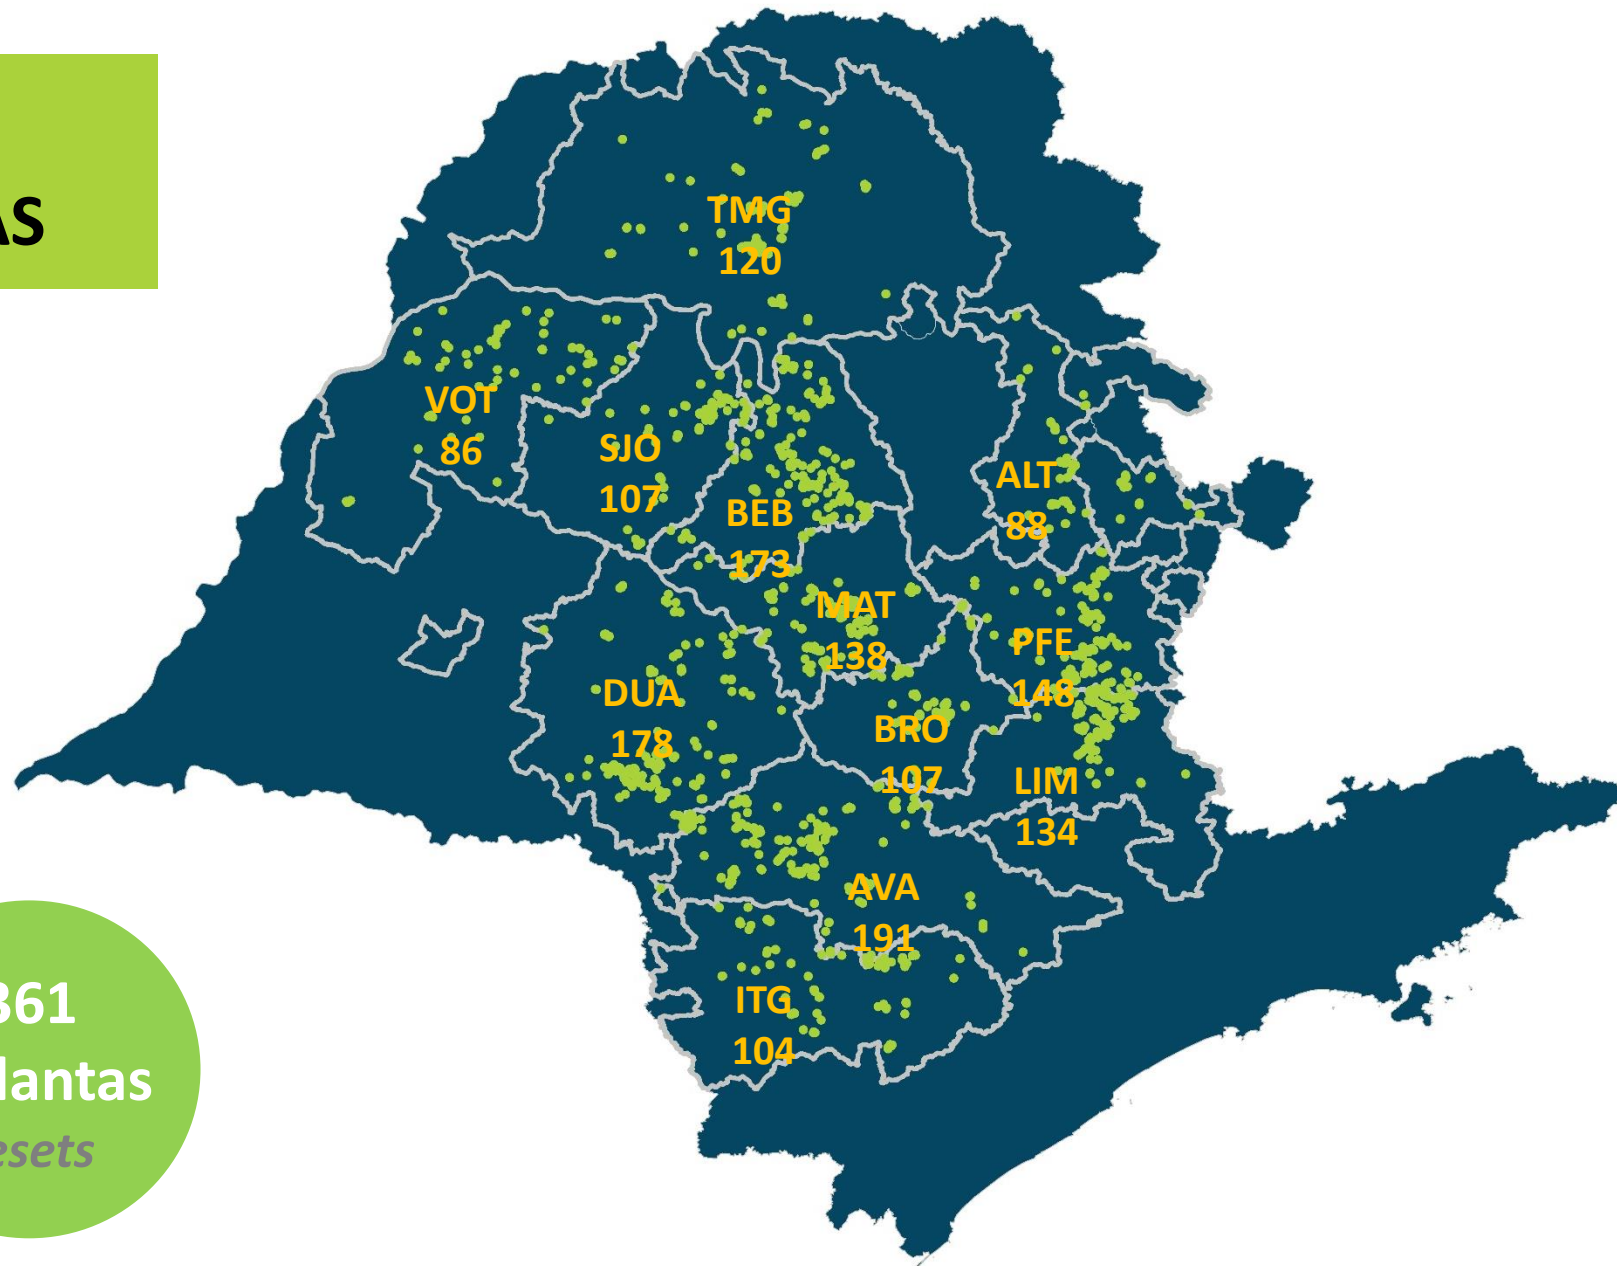 AS
TMG
120
VOT
86
SJO
107
BEB
173
ALT
88
MAT
138
PFE
148
DUA
178
BRO
107
LIM
134
AVA
191
ITG
104
361
lantas
esets